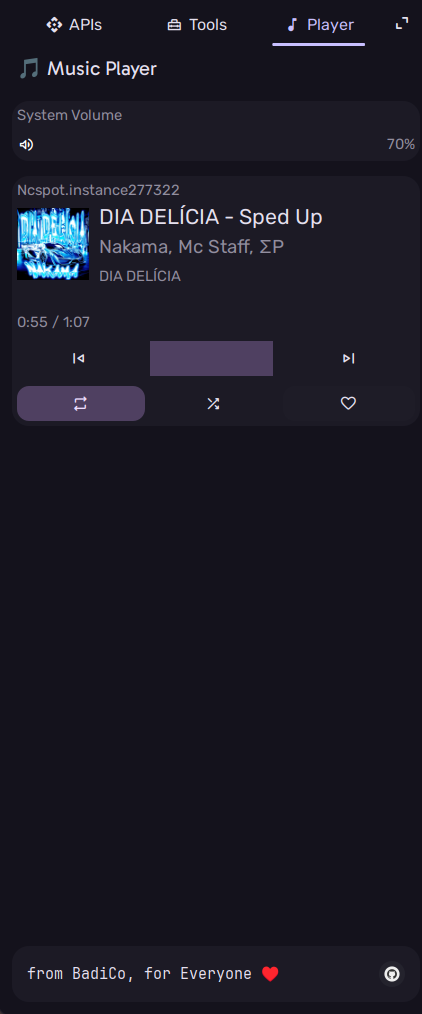 APIs Tools Player
🎵 Music Player
System Volume
70%
Ncspot.instance277322
DIA DELÍCIA - Sped Up
Nakama, Mc Staff, ΣP
DIA DELÍCIA
0:55 / 1:07
from BadiCo, for Everyone ❤️